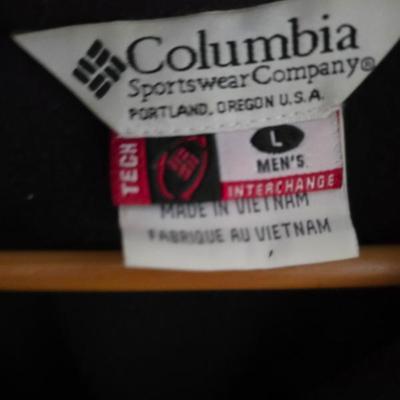 Columbia
Sportswear Company®
PORTLAND, OREGON U.S.A.
TECH
L
MEN'S
INTERCHANGE
MADE IN VIETNAM
FABRIQUE AU VIETNAM